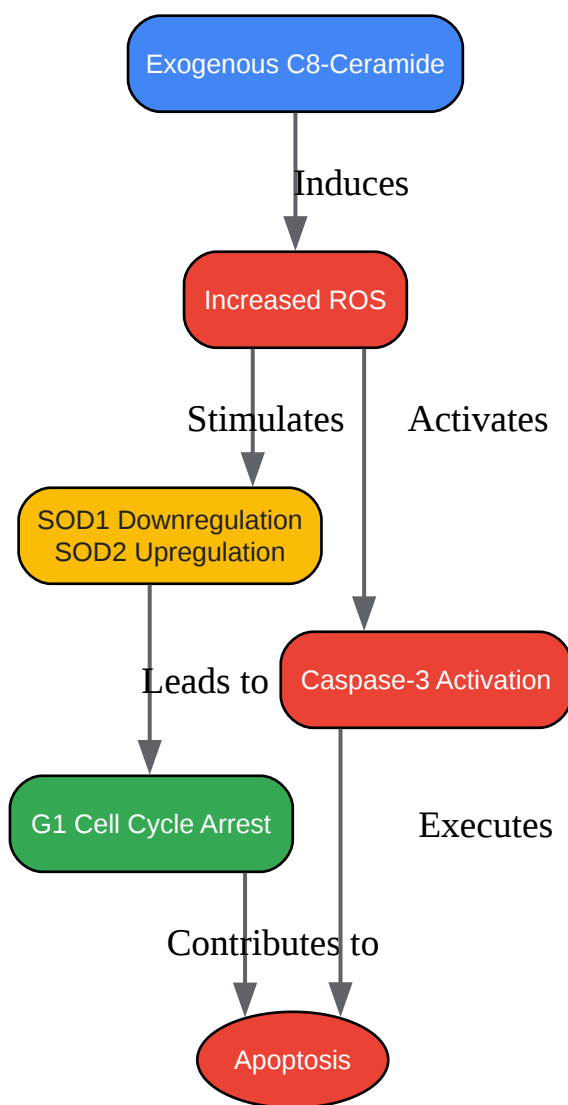 Exogenous C8-Ceramide
Induces
Increased ROS
Stimulates
Activates
SOD1 Downregulation
SOD2 Upregulation
Leads to
Caspase-3 Activation
G1 Cell Cycle Arrest
Executes
Contributes to
Apoptosis